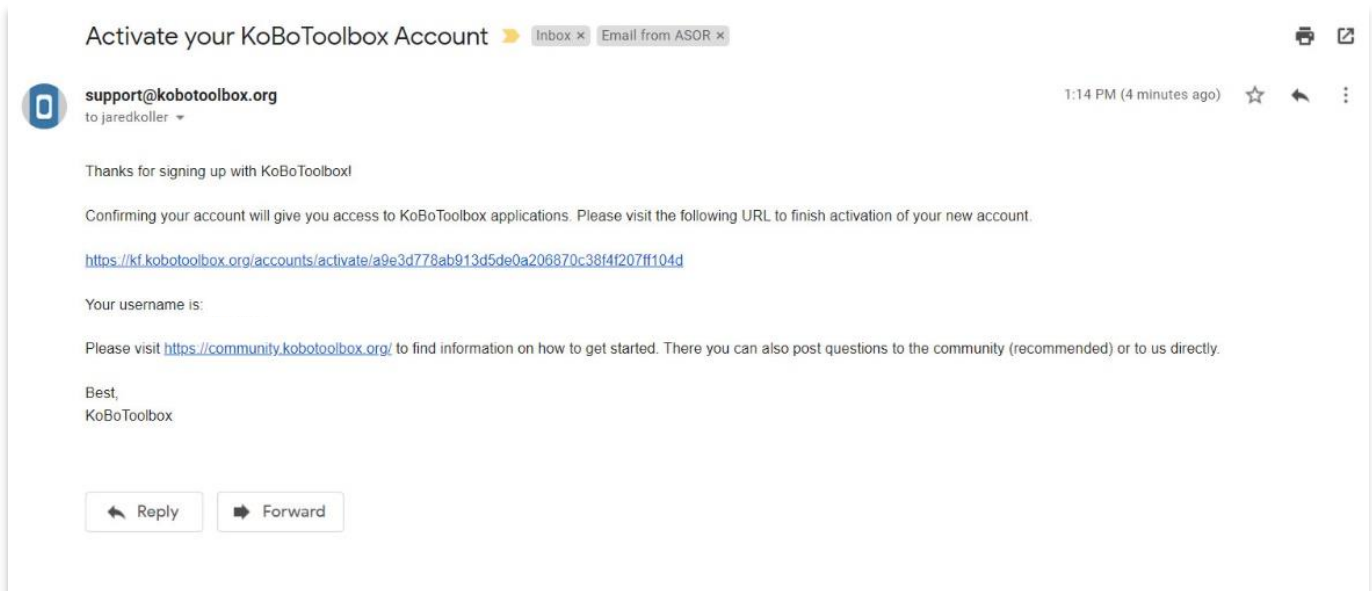 Activate your KoBoToolbox Account Inbox × Email from ASOR ×
support@kobotoolbox.org 1:14 PM (4 minutes ago)
to jaredkoller
Thanks for signing up with KoBoToolbox!
Confirming your account will give you access to KoBoToolbox applications. Please visit the following URL to finish activation of your new account.
https://kf.kobotoolbox.org/accounts/activate/a9e3d778ab913d5de0a206870c38f4f207ff104d
Your username is:
Please visit https://community.kobotoolbox.org/ to find information on how to get started. There you can also post questions to the community (recommended) or to us directly.
Best,
KoBoToolbox
Reply Forward